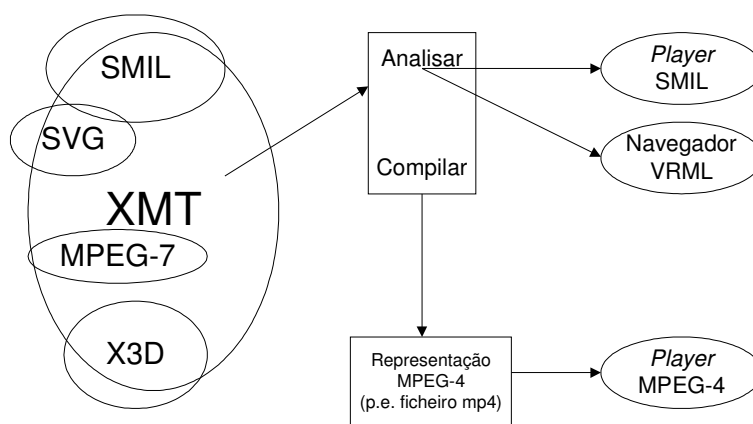 SMIL
SVG
XMT
MPEG-7
X3D
Analisar
Compilar
Player
SMIL
Navegador
VRML
Representação
MPEG-4
(p.e. ficheiro mp4)
Player
MPEG-4